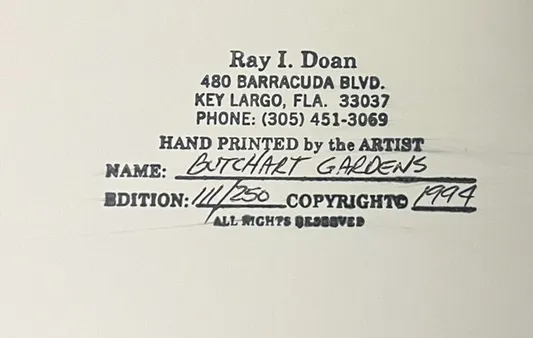 Ray I. Doan
480 BARRACUDA BLVD.
KEY LARGO, FLA. 33037
PHONE: (305) 451-3069
HAND PRINTED by the ARTIST
NAME: BUTCHART GARDENS
EDITION: 111/250 COPYRIGHT© 1994
ALL RIGHTS RESERVED